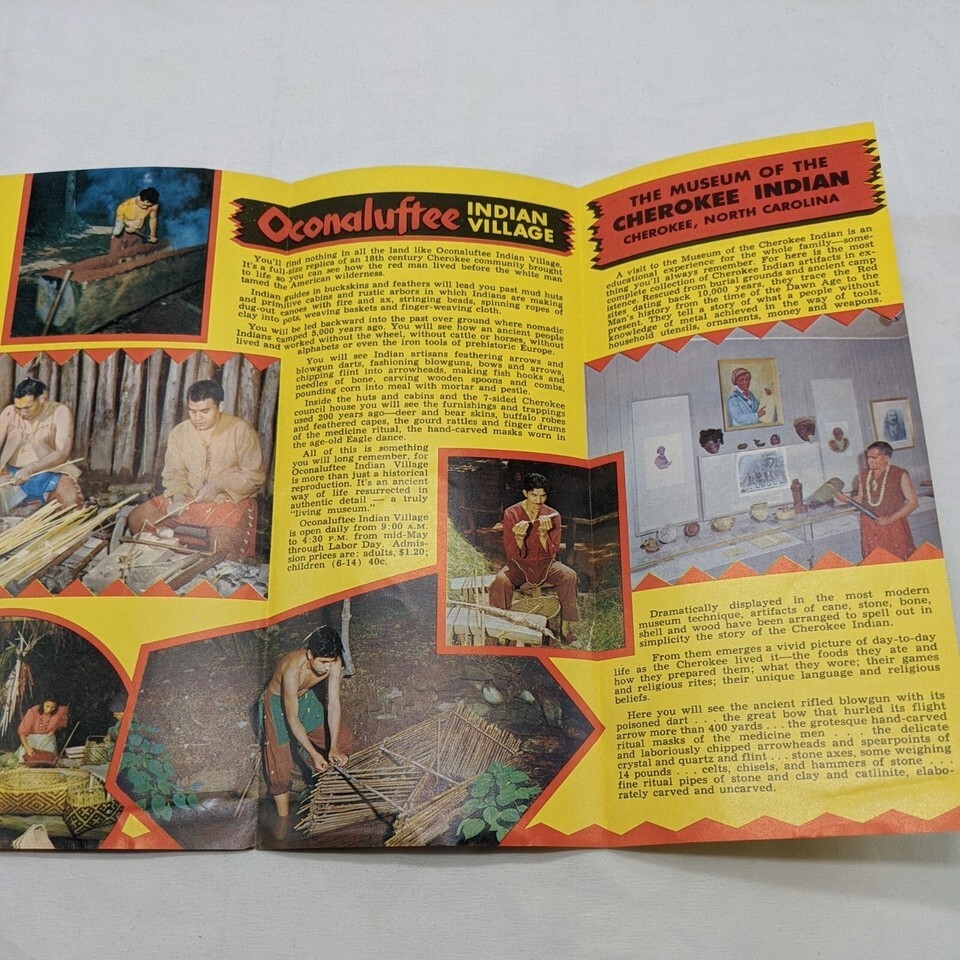 Oconaluftee INDIAN
VILLAGE
You'll find nothing in all the land like Oconaluftee Indian Village.
It's a full-size replica of an 18th century Cherokee community brought
to life so you can see how the red man lived before the white man
tamed the American wilderness.
Indian guides in buckskins and feathers will lead you past mud huts
and primitive cabins and rustic arbors in which Indians are making
dug-out canoes with fire and ax, stringing beads, spinning ropes of
clay into pots, weaving baskets and finger-weaving cloth.
You will be led backward into the past over ground where nomadic
Indians camped 5,000 years ago. You will see how an ancient people
lived and worked without the wheel, without cattle or horses, without
alphabets or even the iron tools of prehistoric Europe.
You will see Indian artisans feathering arrows and
blowgun darts, fashioning blowguns, bows and arrows,
chipping flint into arrowheads, making fish hooks and
needles of bone, carving wooden spoons and combs,
pounding corn into meal with mortar and pestle.
Inside the huts and cabins and the 7-sided Cherokee
council house you will see the furnishings and trappings
used 200 years ago—deer and bear skins, buffalo robes
and feathered capes, the gourd rattles and finger drums
of the medicine ritual, the hand-carved masks worn in
the age-old Eagle dance.
All of this is something
you will long remember, for
Oconaluftee Indian Village
is more than just a historical
reproduction. It's an ancient
way of life resurrected in
authentic detail — a truly
"living museum."
Oconaluftee Indian Village
is open daily from 9:00 A.M.
to 4:30 P.M. from mid-May
through Labor Day. Admis-
sion prices are: adults, $1.20;
children (6-14) 40c.
THE MUSEUM OF THE
CHEROKEE INDIAN
CHEROKEE, NORTH CAROLINA
A visit to the Museum of the Cherokee Indian is an
educational experience for the whole family—some-
thing you'll always remember. For here is the most
complete collection of Cherokee Indian artifacts in ex-
istence. Rescued from burial grounds and ancient camp
sites dating back 10,000 years, they trace the Red
Man's history from the time of the Dawn Age to the
present. They tell a story of what a people without
knowledge of metal achieved in the way of tools,
household utensils, ornaments, money and weapons.
Dramatically displayed in the most modern
museum technique, artifacts of cane, stone, bone,
shell and wood have been arranged to spell out in
simplicity the story of the Cherokee Indian.
From them emerges a vivid picture of day-to-day
life as the Cherokee lived it—the foods they ate and
how they prepared them; what they wore; their games
and religious rites; their unique language and religious
beliefs.
Here you will see the ancient rifled blowgun with its
poisoned dart . . . the great bow that hurled its flight
arrow more than 400 yards . . . the grotesque hand-carved
ritual masks of the medicine men . . . the delicate
and laboriously chipped arrowheads and spearpoints of
crystal and quartz and flint . . . stone axes, some weighing
14 pounds . . . celts, chisels, and hammers of stone . . .
fine ritual pipes of stone and clay and catlinite, elabo-
rately carved and uncarved.